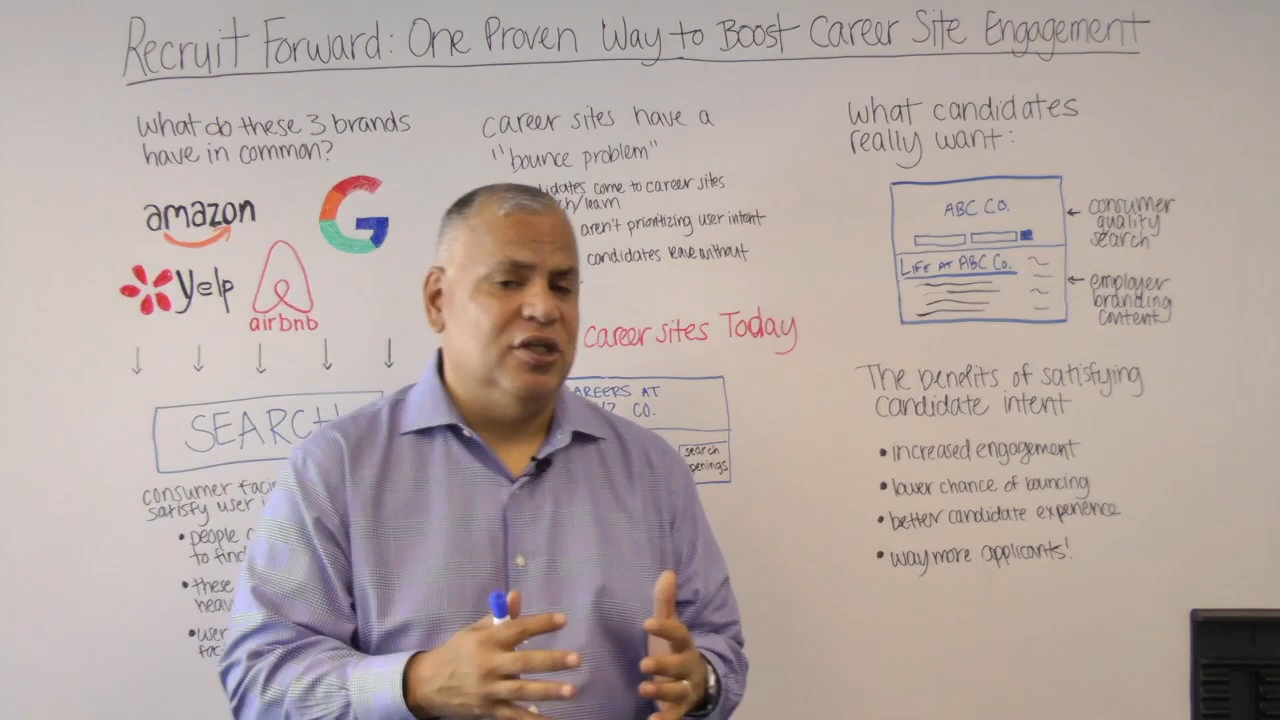 Recruit Forward: One Proven Way to Boost Career Site Engagement
What do these 3 brands
have in common?
amazon
G
yelp
airbnb
SEARCH
consumer
satisfy user
• people
to find
• these
• user
career sites have a
"bounce problem"
come to career sites
learn
aren't prioritizing user intent
candidates leave without
career sites Today
AT
CO.
search
what candidates
really want:
ABC CO.
LIFE AT ABC CO.
consumer
quality
search
employer
branding
content
The benefits of satisfying
candidate intent
• increased engagement
• lower chance of bouncing
• better candidate experience
• way more applicants!